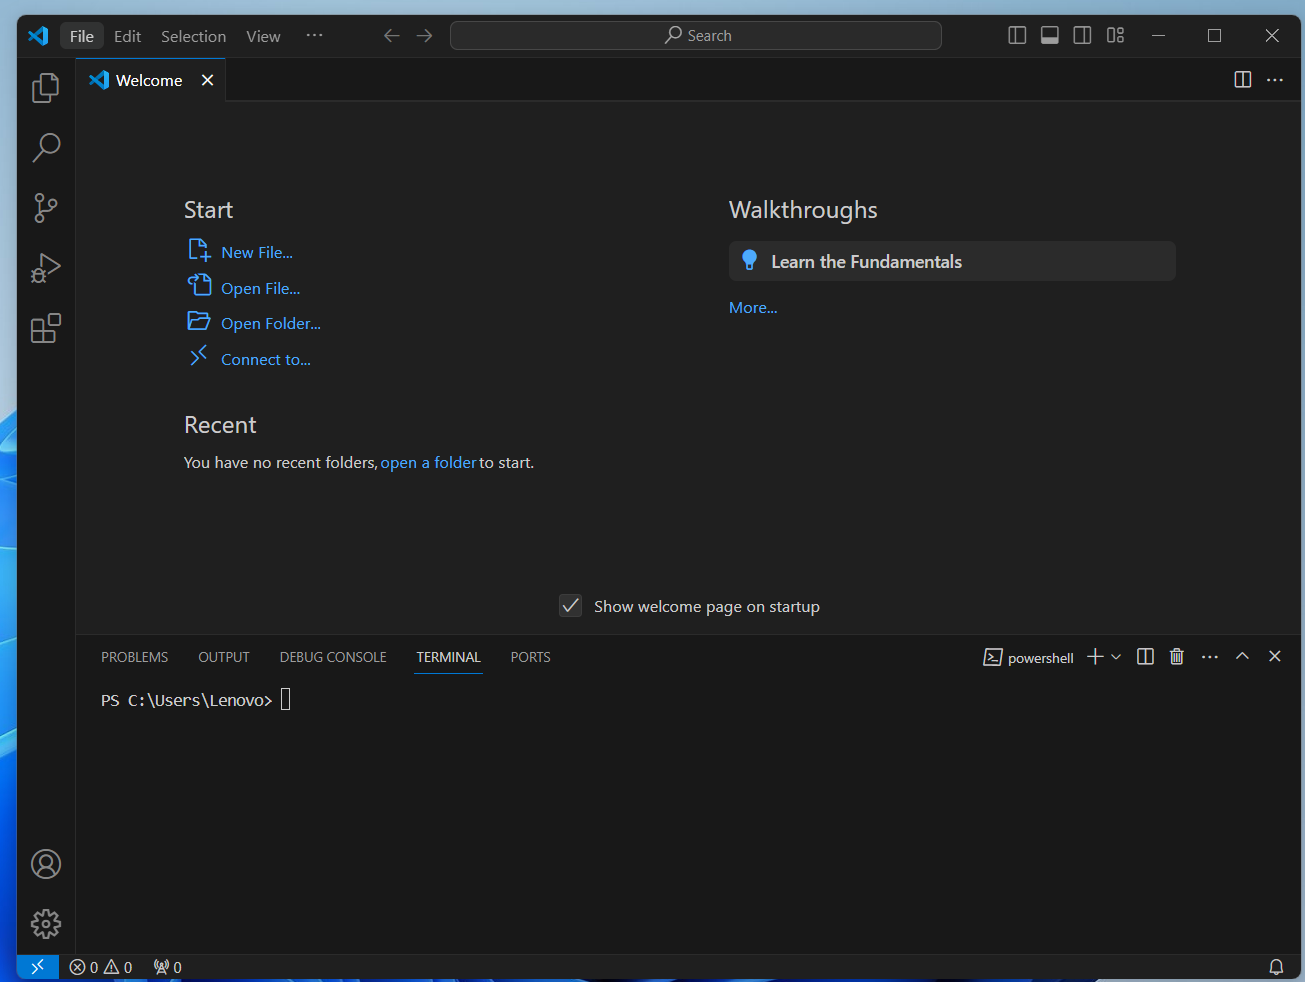 File Edit Selection View ... Search
Welcome
Start
New File...
Open File...
Open Folder...
Connect to...
Recent
You have no recent folders, open a folder to start.
Walkthroughs
Learn the Fundamentals
More...
Show welcome page on startup
PROBLEMS OUTPUT DEBUG CONSOLE TERMINAL PORTS powershell
PS C:\Users\Lenovo>
0 0 0